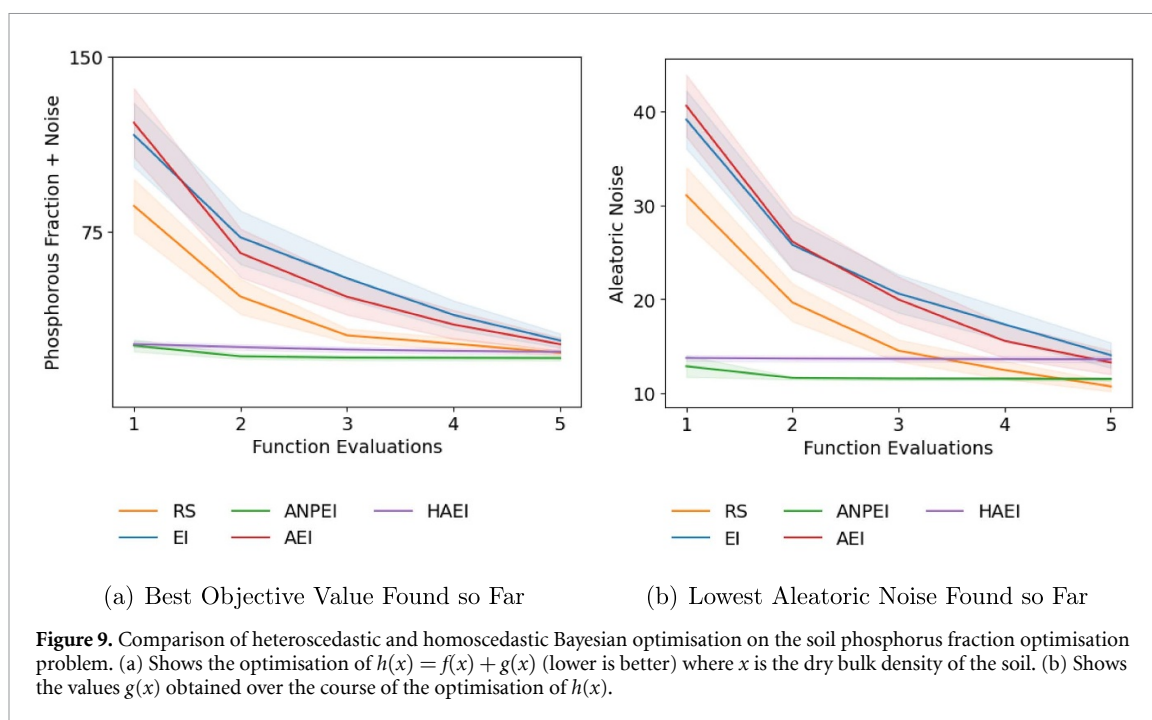 150
75
Phosphorous Fraction + Noise
1 2 3 4 5
Function Evaluations
RS ANPEI HAEI
EI AEI
(a) Best Objective Value Found so Far
40
30
20
10
Aleatoric Noise
1 2 3 4 5
Function Evaluations
RS ANPEI HAEI
EI AEI
(b) Lowest Aleatoric Noise Found so Far
Figure 9. Comparison of heteroscedastic and homoscedastic Bayesian optimisation on the soil phosphorus fraction optimisation
problem. (a) Shows the optimisation of h(x) = f(x) + g(x) (lower is better) where x is the dry bulk density of the soil. (b) Shows
the values g(x) obtained over the course of the optimisation of h(x).